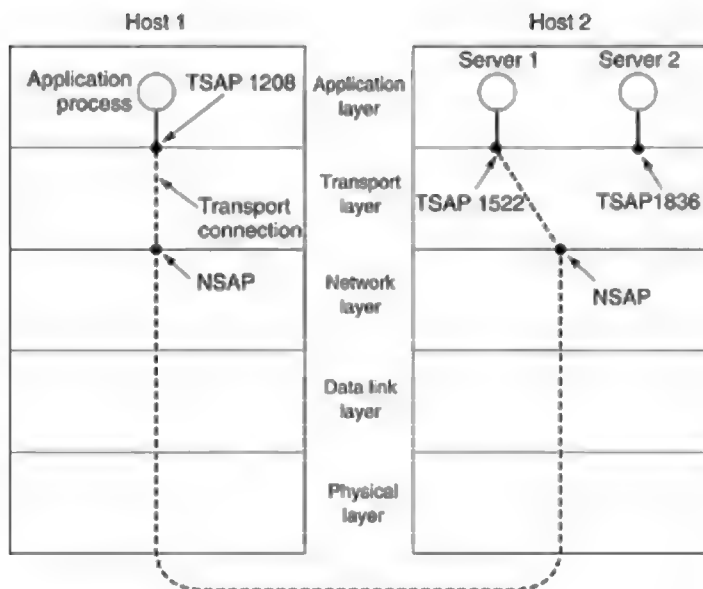 Host 1
Host 2
Application
process
TSAP 1208
Application
layer
Server 1
Server 2
Transport
connection
Transport
layer
TSAP 1522
TSAP1836
NSAP
Network
layer
NSAP
Data link
layer
Physical
layer